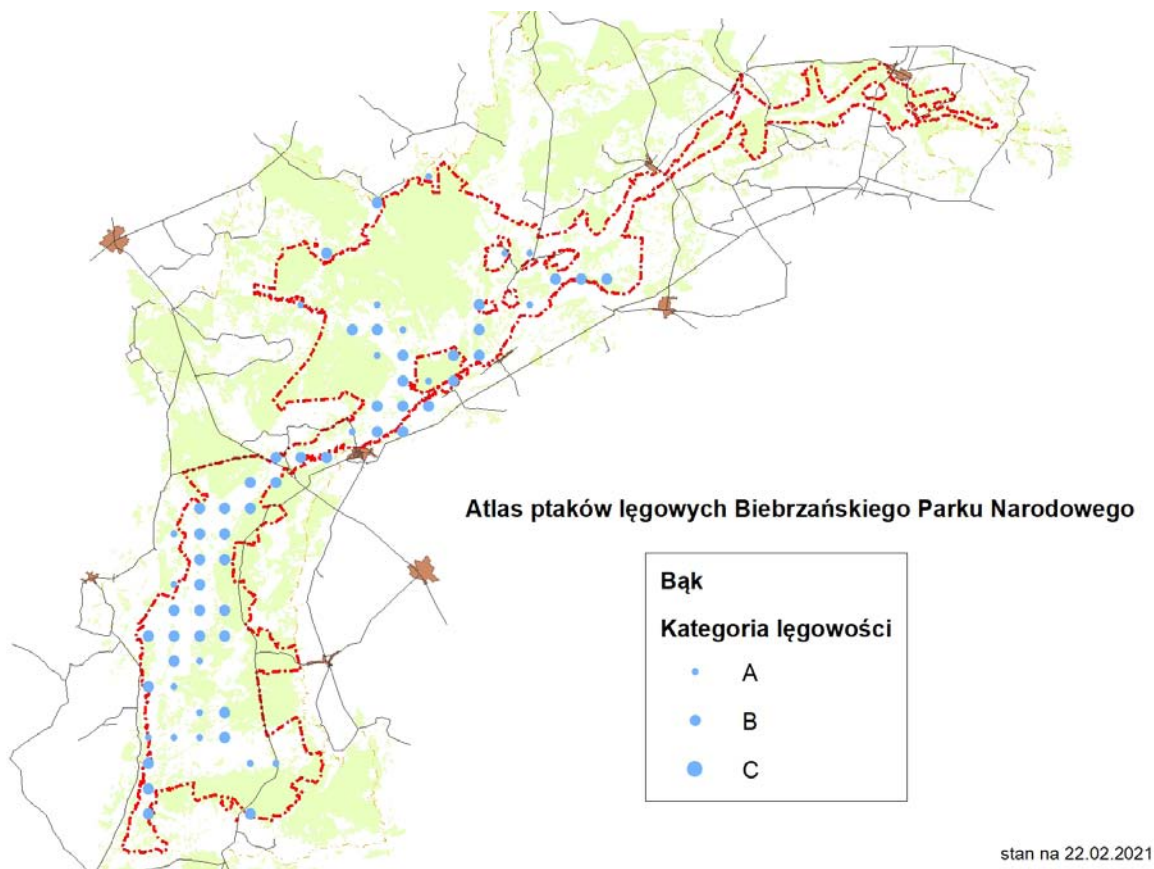 Atlas ptaków lęgowych Biebrzańskiego Parku Narodowego
Bąk
Kategoria lęgowości
A
B
C
stan na 22.02.2021